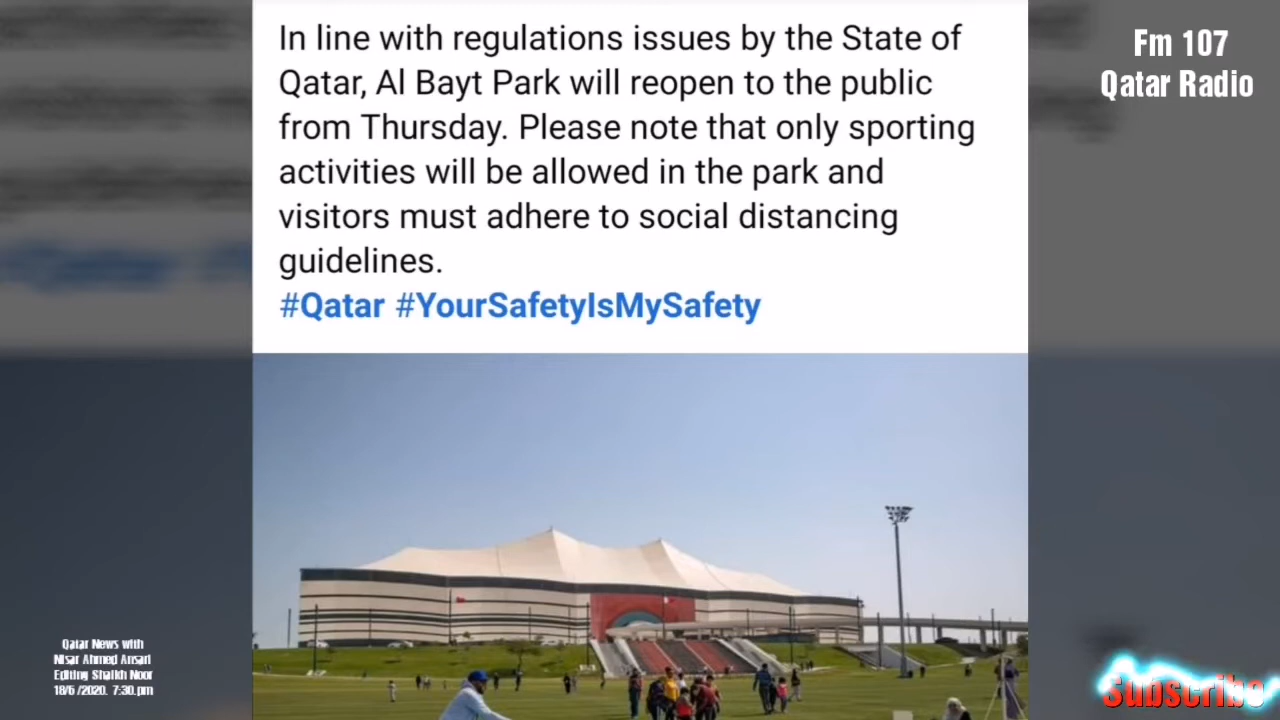 In line with regulations issues by the State of
Qatar, Al Bayt Park will reopen to the public
from Thursday. Please note that only sporting
activities will be allowed in the park and
visitors must adhere to social distancing
guidelines.
#Qatar #YourSafetyIsMySafety
Fm 107
Qatar Radio
Qatar News with
Nisar Ahmed Ansari
Editing Shaikh Noor
18/6 /2020. 7:30.pm
Subscribe